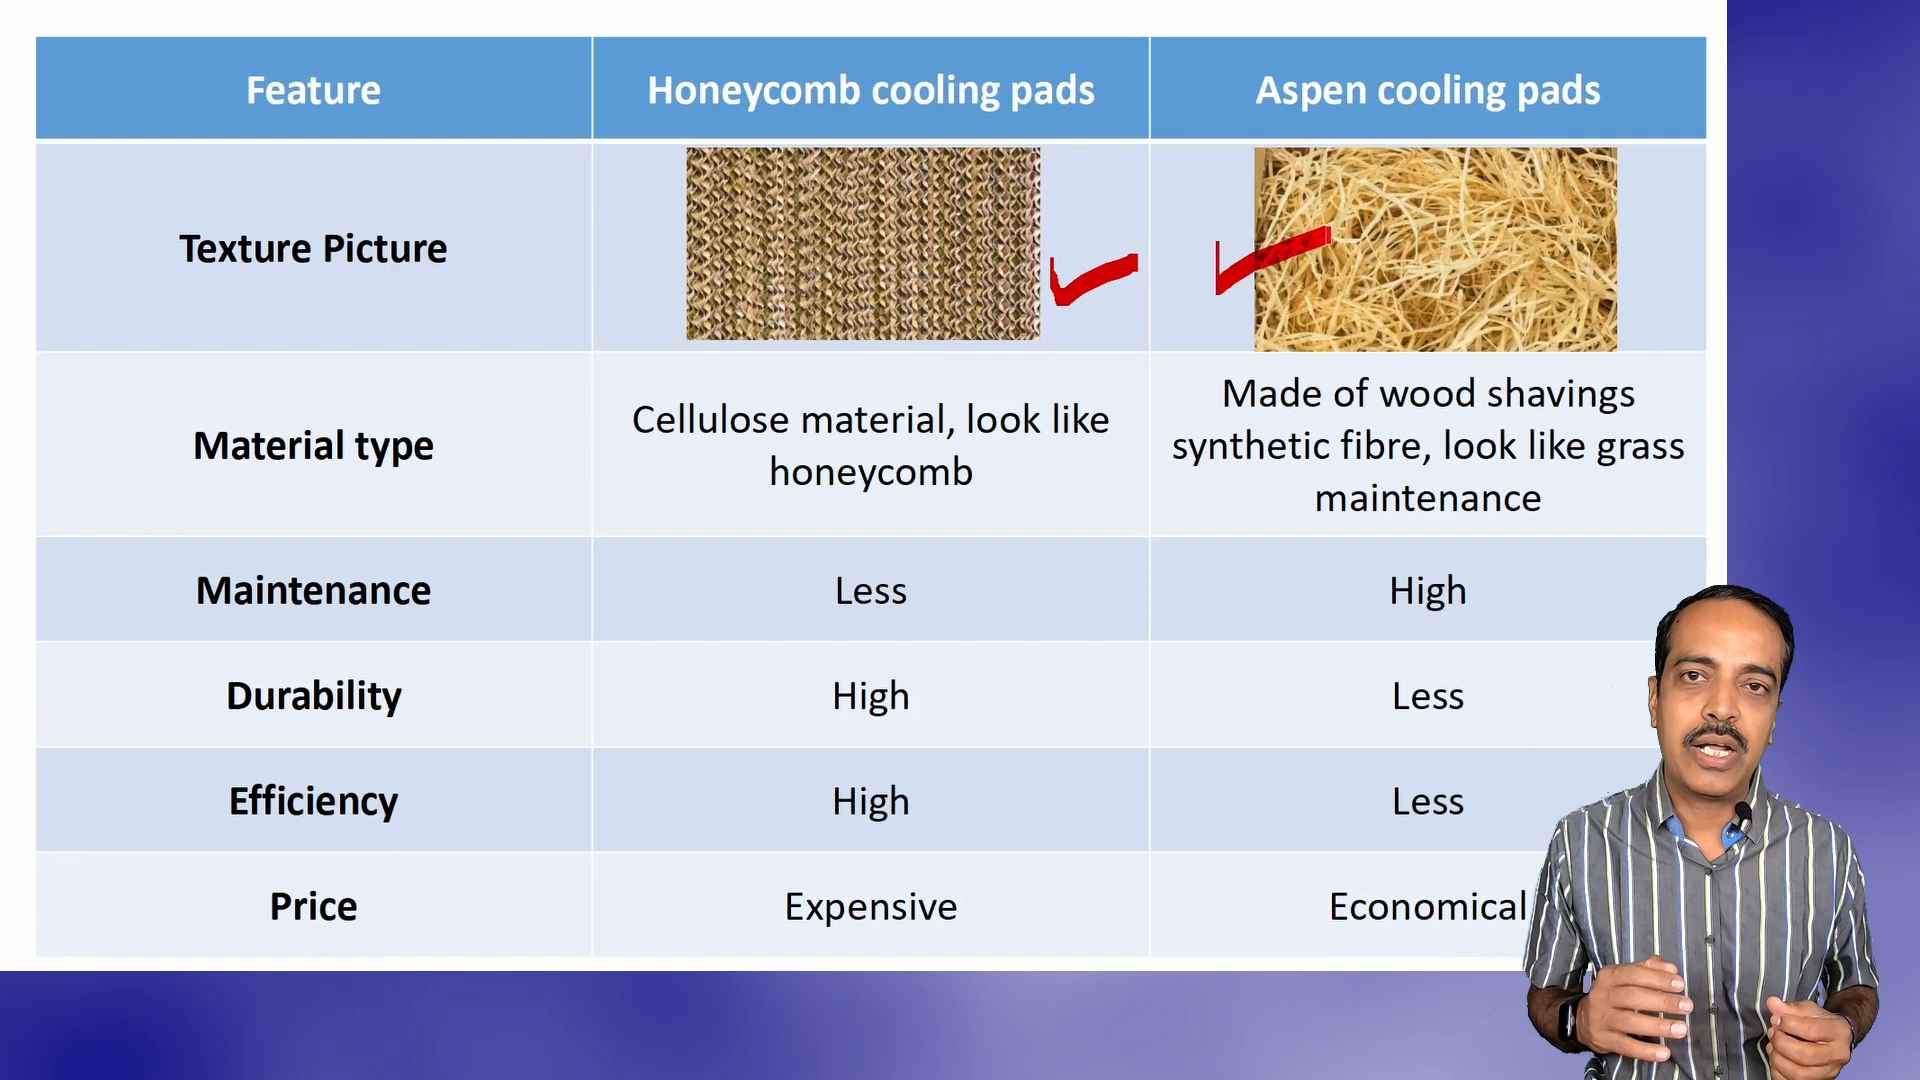 Feature
Honeycomb cooling pads
Aspen cooling pads
Texture Picture
Material type
Cellulose material, look like
honeycomb
Made of wood shavings
synthetic fibre, look like grass
maintenance
Maintenance
Less
High
Durability
High
Less
Efficiency
High
Less
Price
Expensive
Economical